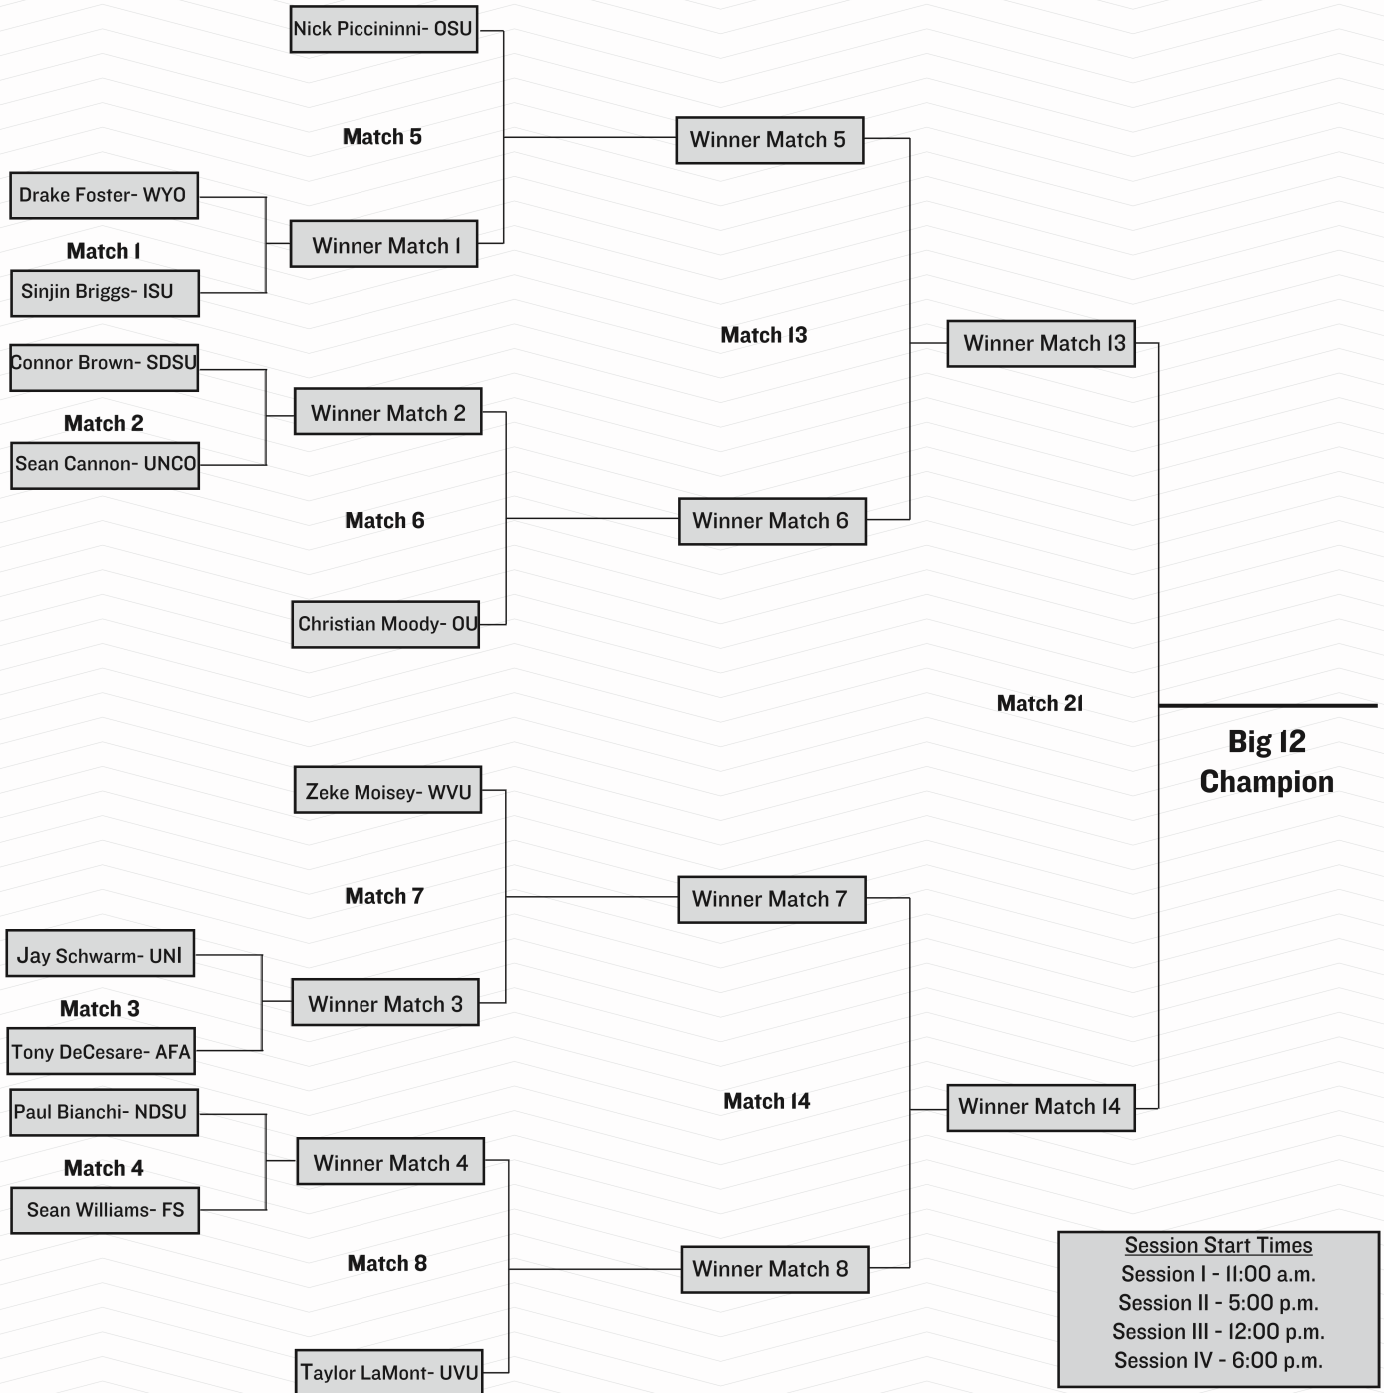 Nick Piccininni- OSU
Match 5
Winner Match 5
Drake Foster- WYO
Match 1
Winner Match 1
Sinjin Briggs- ISU
Match 13
Winner Match 13
Connor Brown- SDSU
Match 2
Winner Match 2
Sean Cannon- UNCO
Match 6
Winner Match 6
Christian Moody- OU
Match 21
Big 12
Champion
Zeke Moisey- WVU
Match 7
Winner Match 7
Jay Schwarm- UNI
Match 3
Winner Match 3
Tony DeCesare- AFA
Paul Bianchi- NDSU
Match 14
Winner Match 14
Match 4
Winner Match 4
Sean Williams- FS
Match 8
Winner Match 8
Taylor LaMont- UVU
Session Start Times
Session I - 11:00 a.m.
Session II - 5:00 p.m.
Session III - 12:00 p.m.
Session IV - 6:00 p.m.